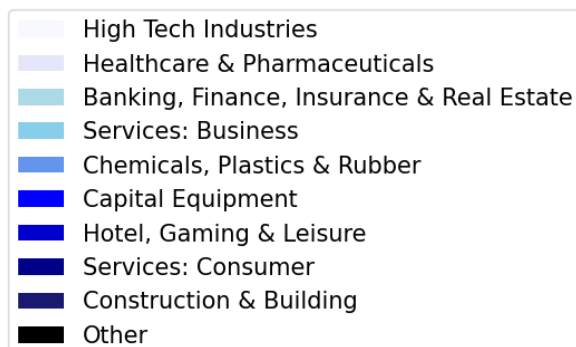 High Tech Industries
Healthcare & Pharmaceuticals
Banking, Finance, Insurance & Real Estate
Services: Business
Chemicals, Plastics & Rubber
Capital Equipment
Hotel, Gaming & Leisure
Services: Consumer
Construction & Building
Other